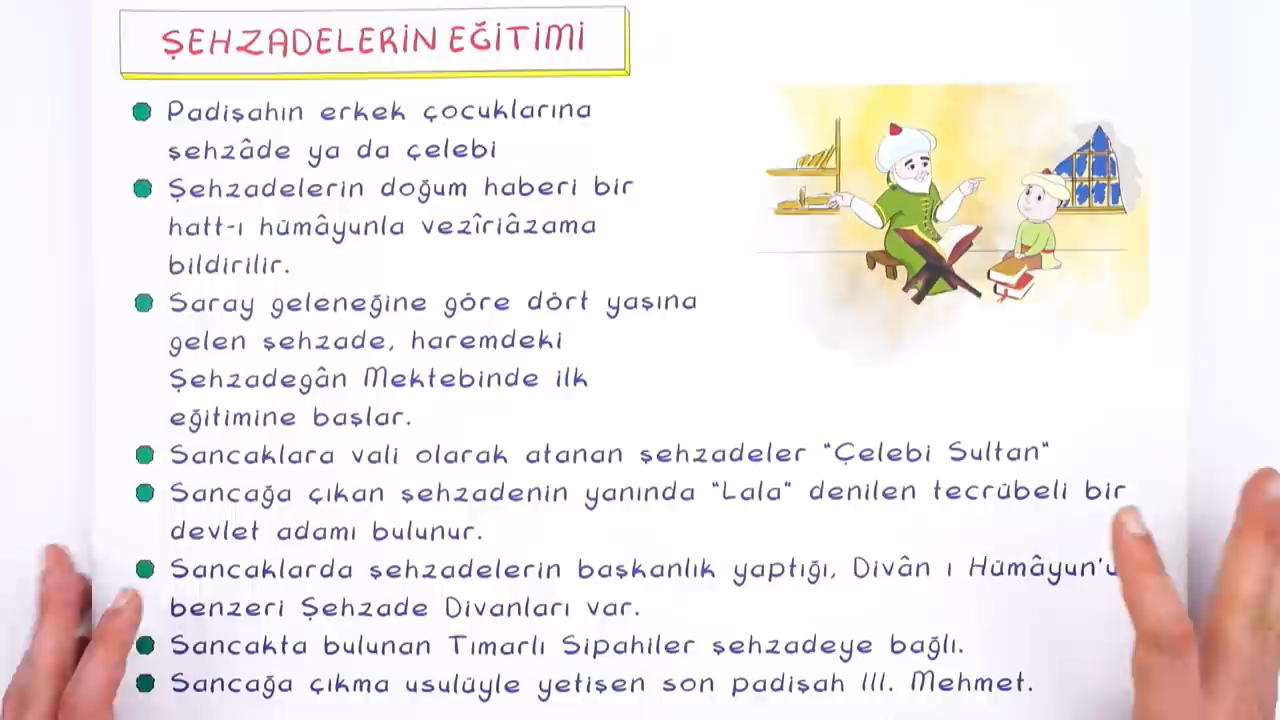 ŞEHZADELERİN EĞİTİMİ
Padişahın erkek çocuklarına
şehzâde ya da çelebi
Şehzadelerin doğum haberi bir
hatt-ı hümâyunla vezîriâzama
bildirilir.
Saray geleneğine göre dört yaşına
gelen şehzade, haremdeki
Şehzadegân Mektebinde ilk
eğitimine başlar.
Sancaklara vali olarak atanan şehzadeler "Çelebi Sultan"
Sancağa çıkan şehzadenin yanında "Lala" denilen tecrübeli bir
devlet adamı bulunur.
Sancaklarda şehzadelerin başkanlık yaptığı, Divân ı
benzeri Şehzade Divanları var.
Sancakta bulunan Tımarlı Sipahiler şehzadeye bağlı.
Sancağa çıkma usulüyle yetişen son padişah III. Mehmet.